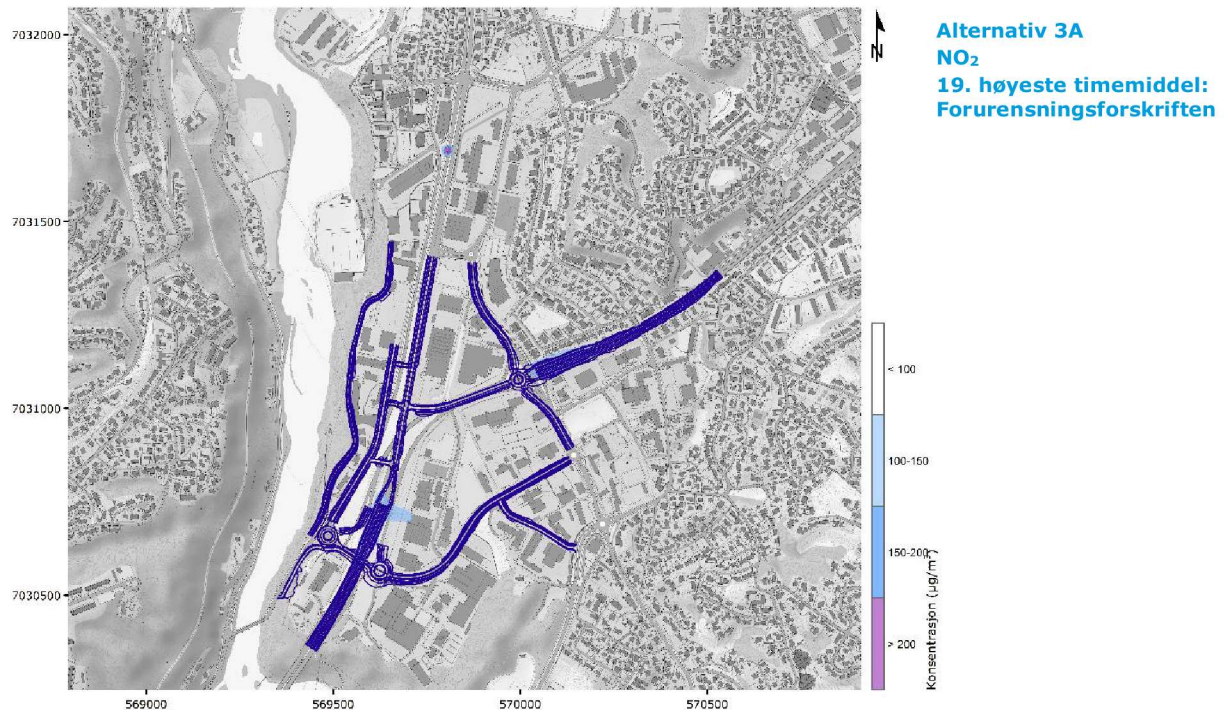 Alternativ 3A
NO₂
19. høyeste timemiddel:
Forurensningsforskriften
N
7032000
7031500
7031000
7030500
569000
569500
570000
570500
< 100
100-150
150-200
> 200
Konsentrasjon (µg/m³)